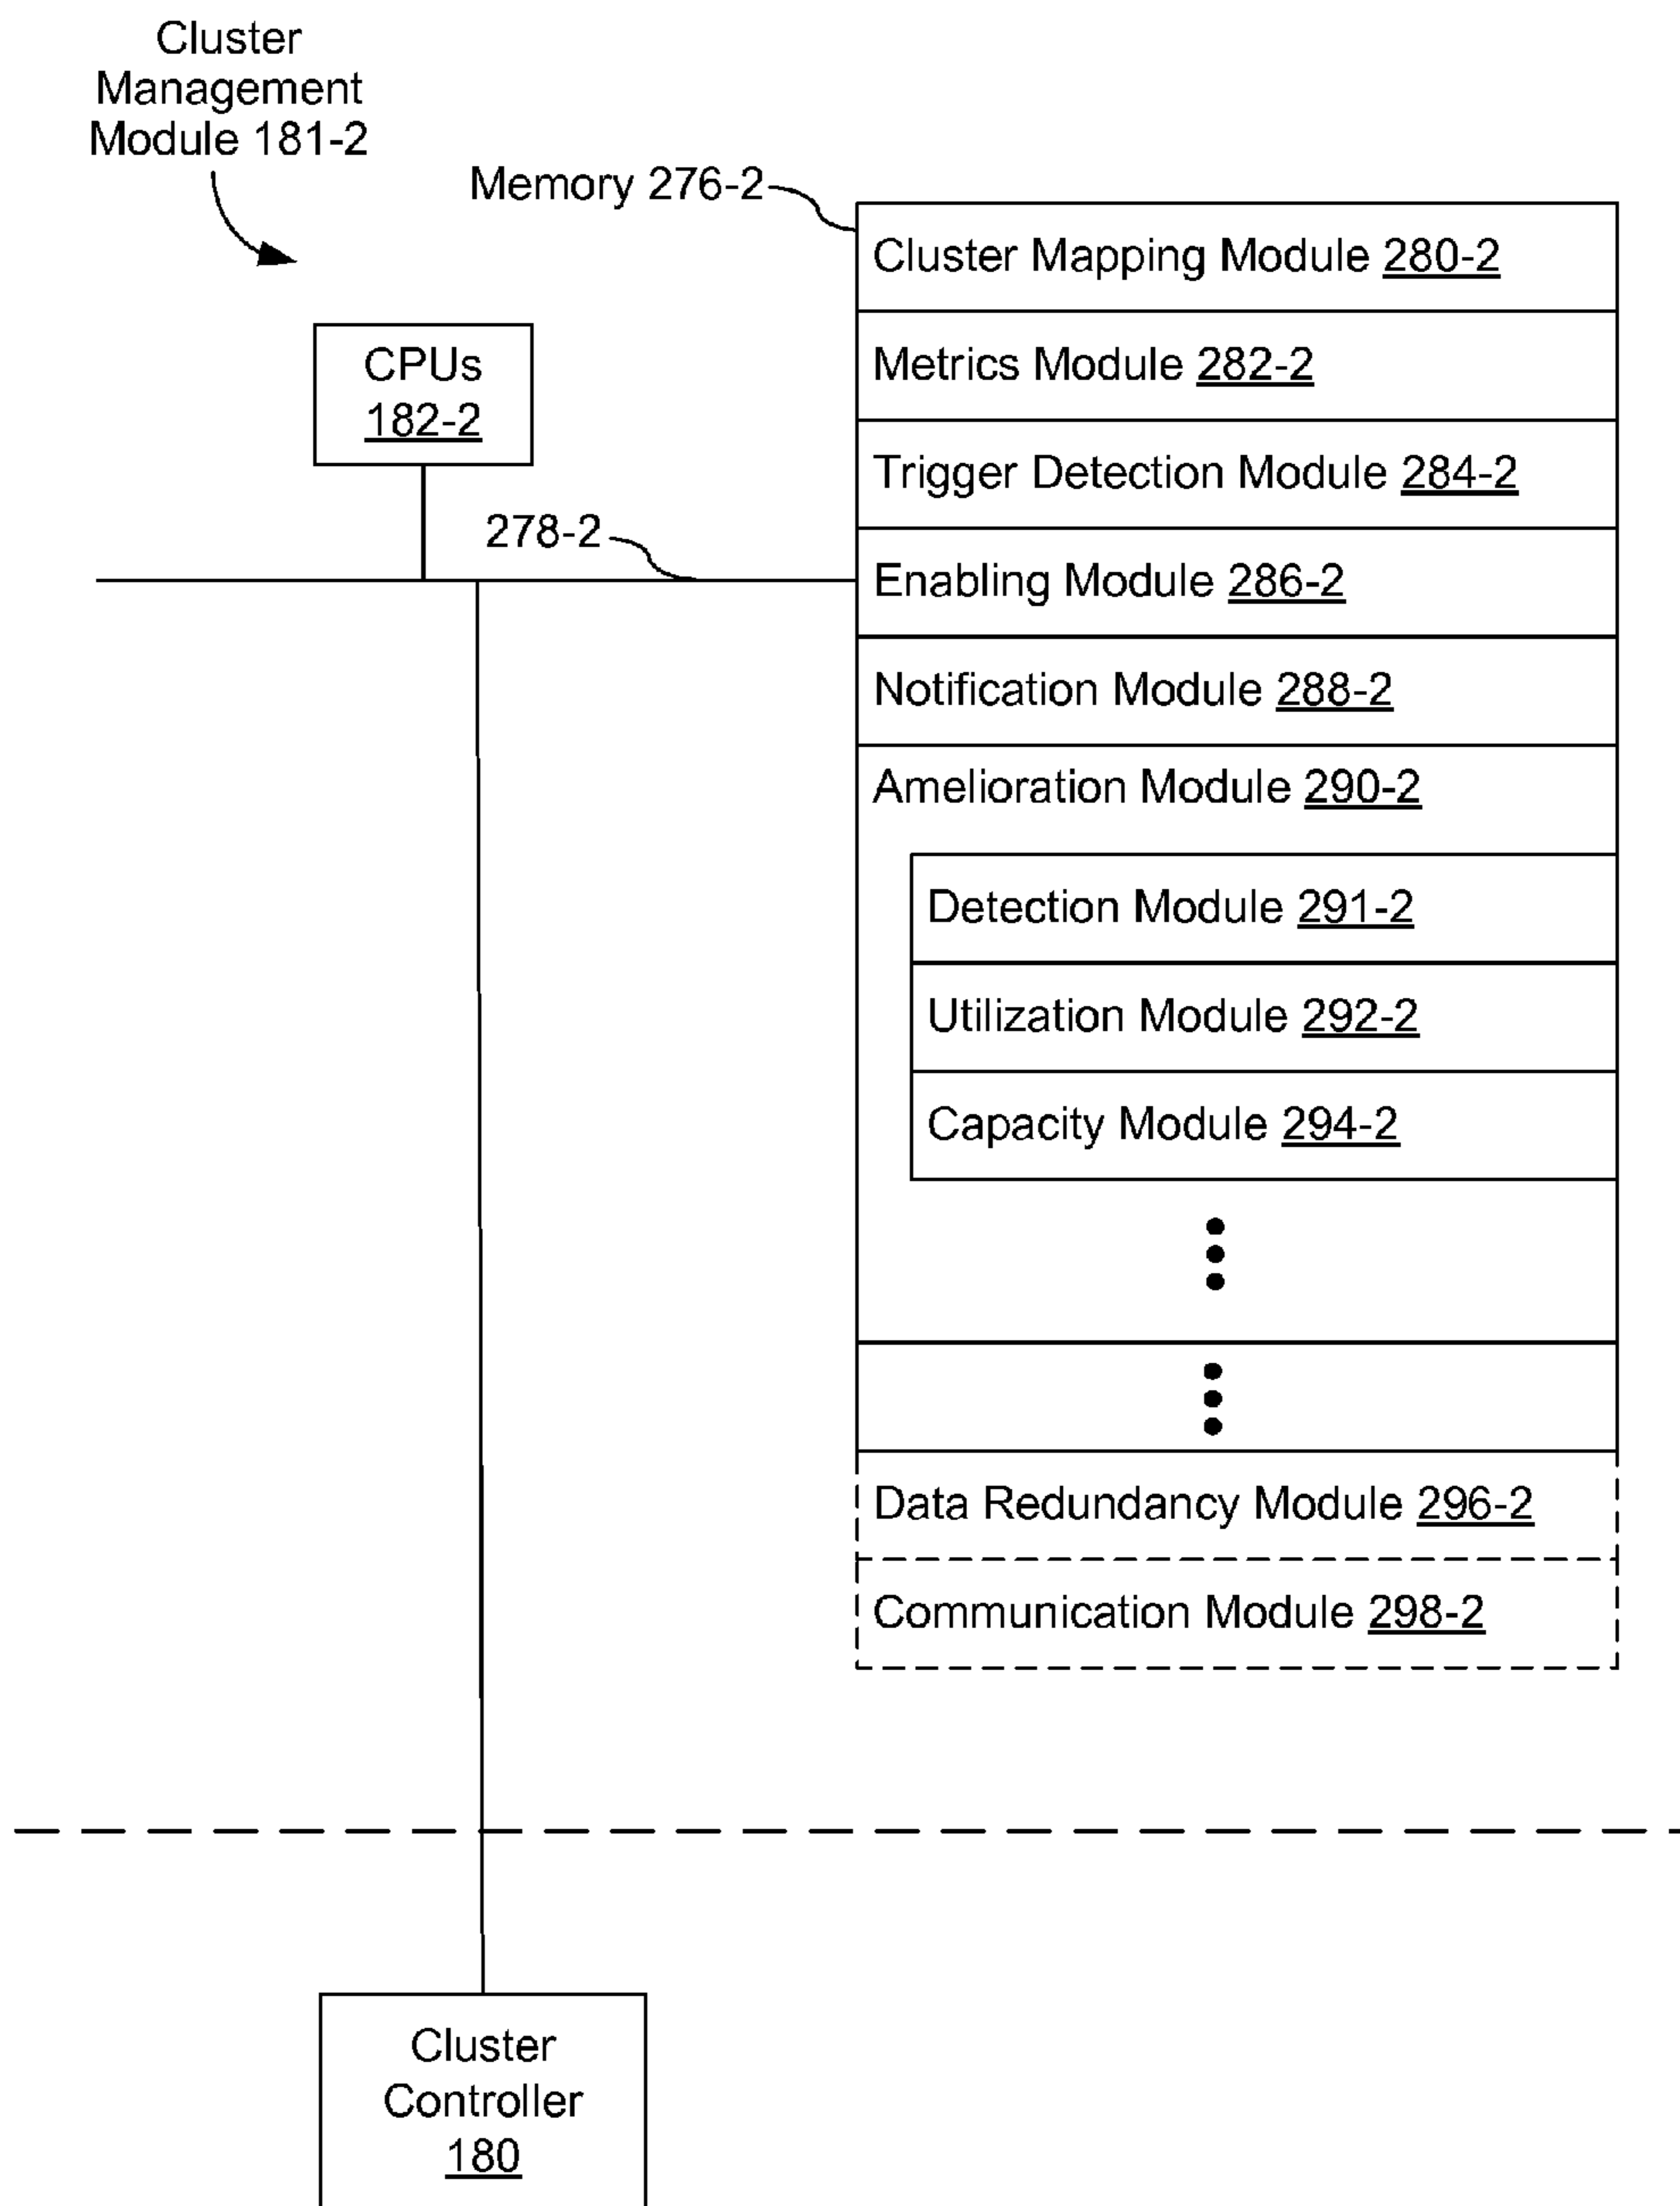 Cluster
Management
Module 181-2
Memory 276-2
Cluster Mapping Module 280-2
Metrics Module 282-2
CPUs
182-2
Trigger Detection Module 284-2
278-2
Enabling Module 286-2
Notification Module 288-2
Amelioration Module 290-2
Detection Module 291-2
Utilization Module 292-2
Capacity Module 294-2
Data Redundancy Module 296-2
Communication Module 298-2
Cluster
Controller
180